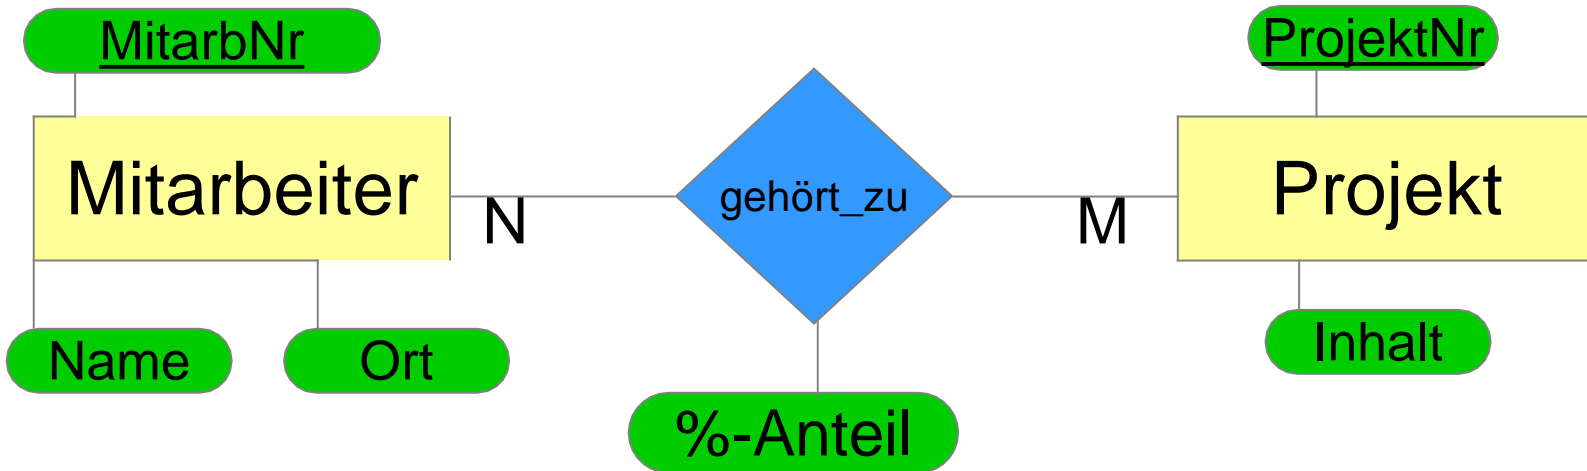 MitarbNr
ProjektNr
Mitarbeiter
N
gehört_zu
M
Projekt
Name
Ort
%-Anteil
Inhalt